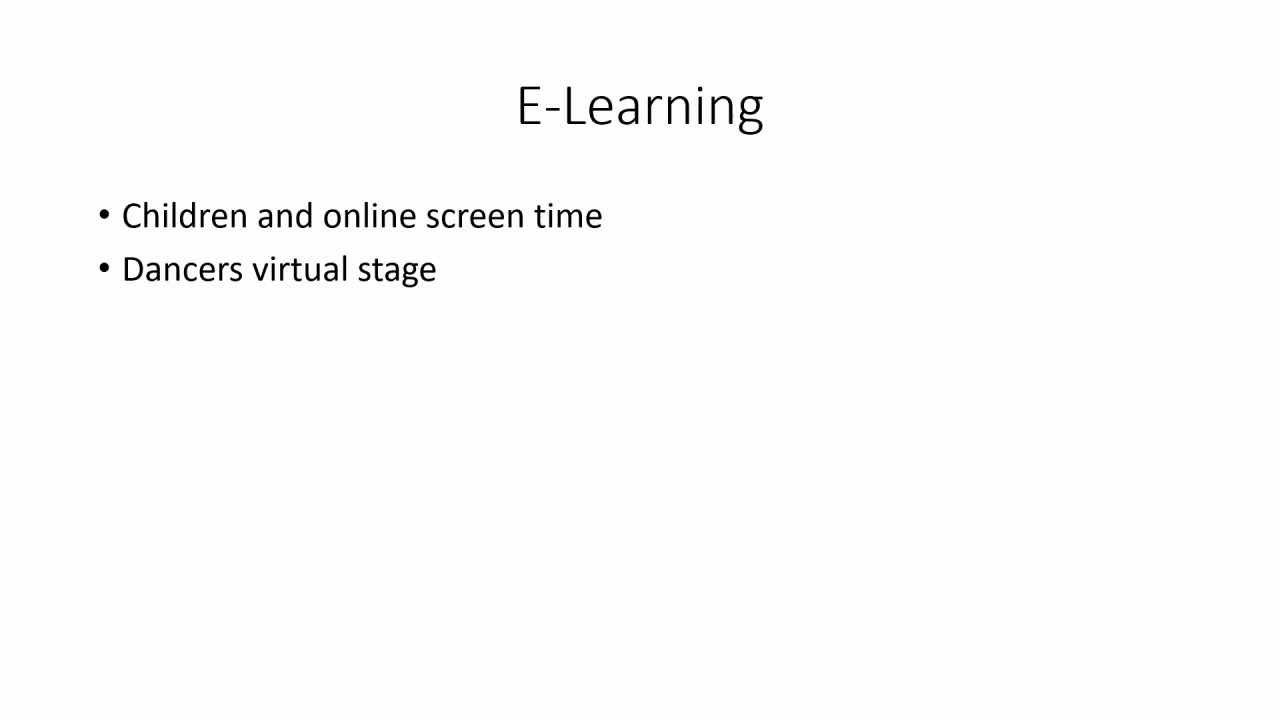 E-Learning
• Children and online screen time
• Dancers virtual stage